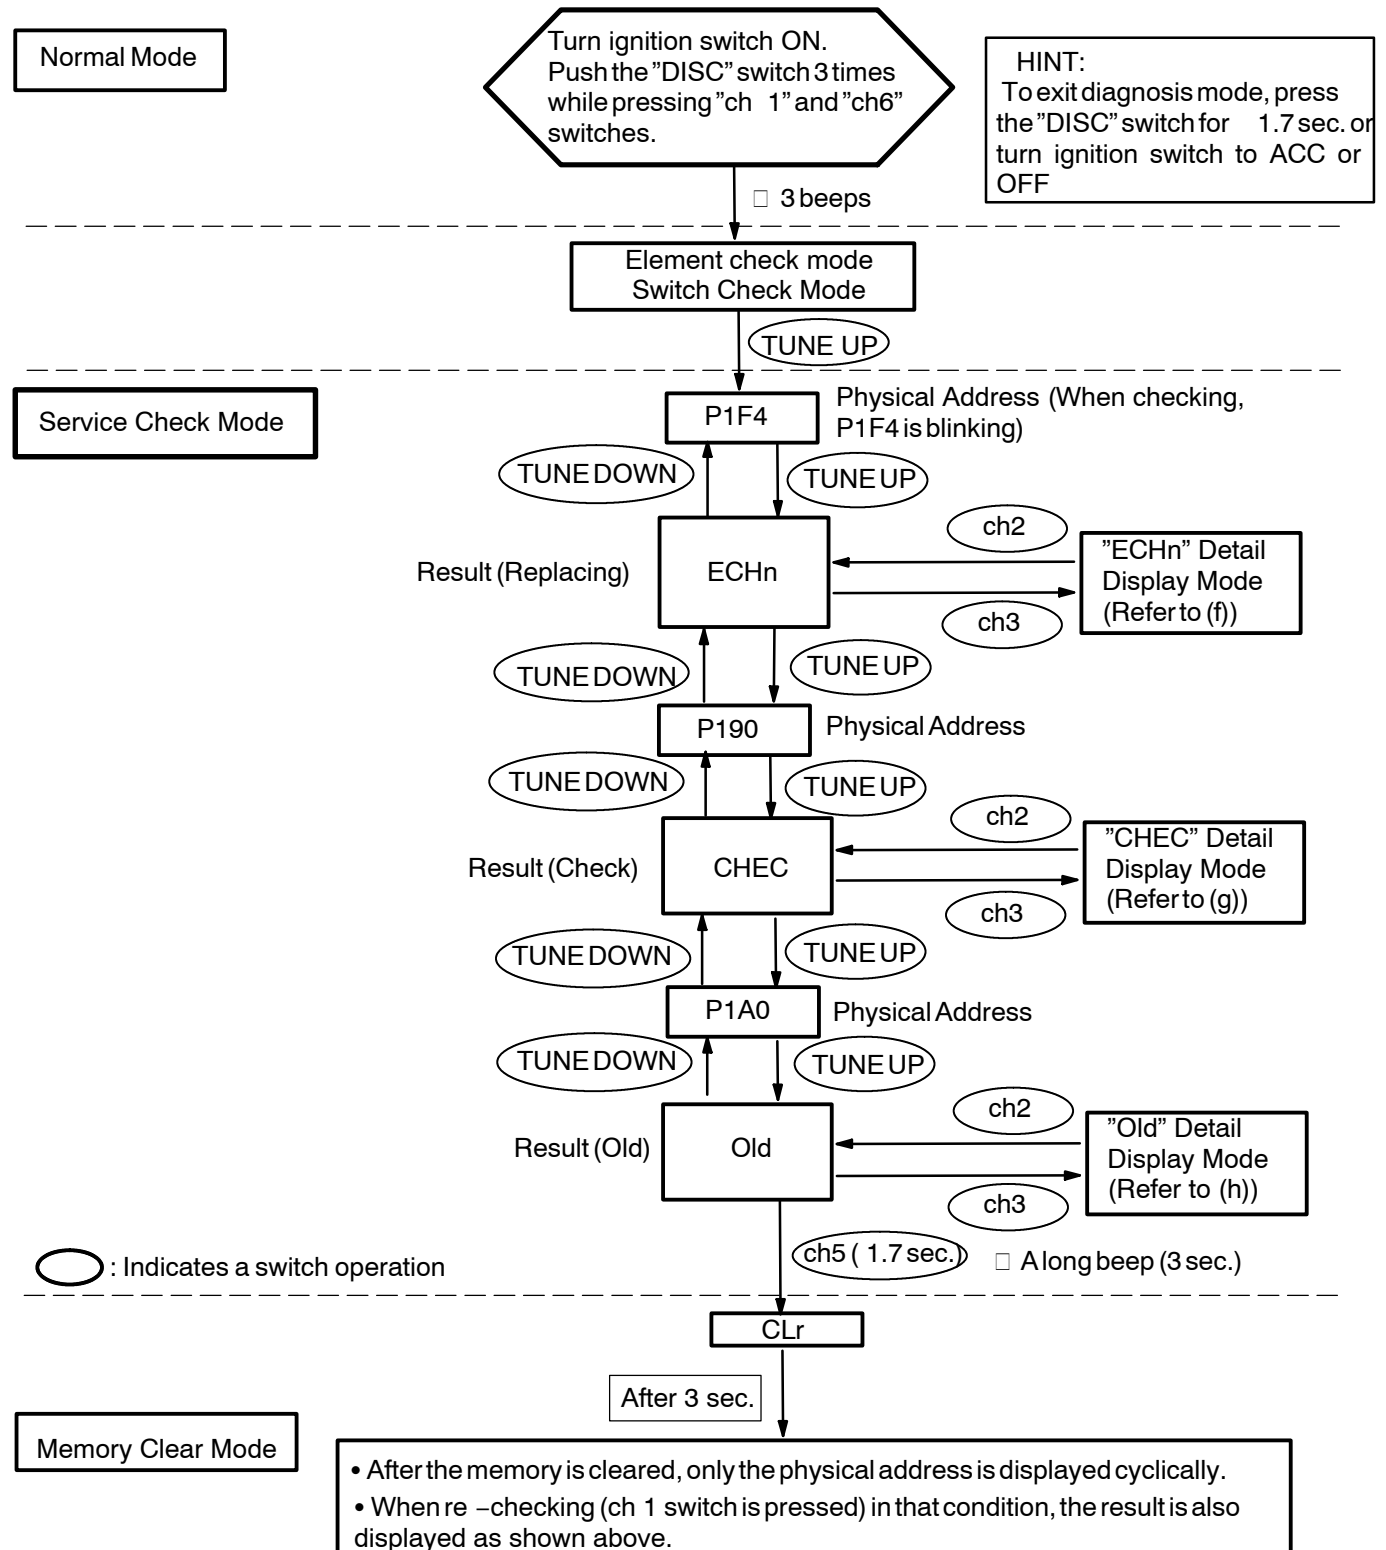 Normal Mode
Turn ignition switch ON.
Push the ”DISC” switch 3 times
while pressing ”ch 1” and ”ch6”
switches.
HINT:
To exit diagnosis mode, press
the ”DISC” switch for 1.7 sec. or
turn ignition switch to ACC or
OFF
□ 3 beeps
Element check mode
Switch Check Mode
TUNE UP
Service Check Mode
P1F4
Physical Address (When checking,
P1F4 is blinking)
TUNE DOWN
TUNE UP
ch2
Result (Replacing)
ECHn
”ECHn” Detail
Display Mode
(Refer to (f))
ch3
TUNE DOWN
TUNE UP
P190
Physical Address
TUNE DOWN
TUNE UP
ch2
Result (Check)
CHEC
”CHEC” Detail
Display Mode
(Refer to (g))
ch3
TUNE DOWN
TUNE UP
P1A0
Physical Address
TUNE DOWN
TUNE UP
ch2
Result (Old)
Old
”Old” Detail
Display Mode
(Refer to (h))
ch3
ch5 ( 1.7 sec.)
□ A long beep (3 sec.)
: Indicates a switch operation
CLr
After 3 sec.
Memory Clear Mode
• After the memory is cleared, only the physical address is displayed cyclically.
• When re –checking (ch 1 switch is pressed) in that condition, the result is also
displayed as shown above.